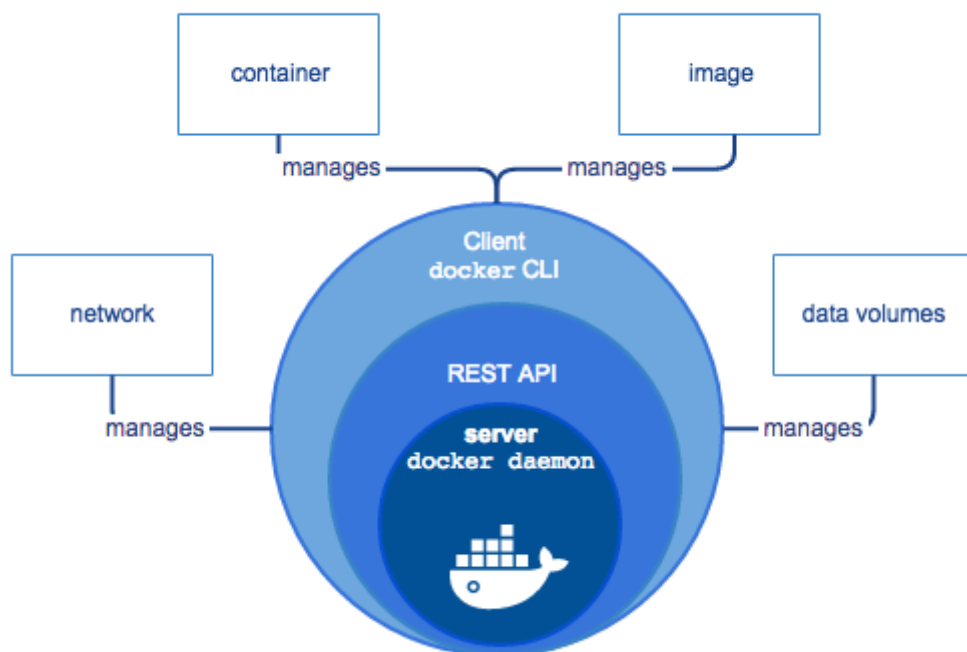 container
image
manages
manages
Client
docker CLI
network
data volumes
REST API
manages
server
manages
docker daemon